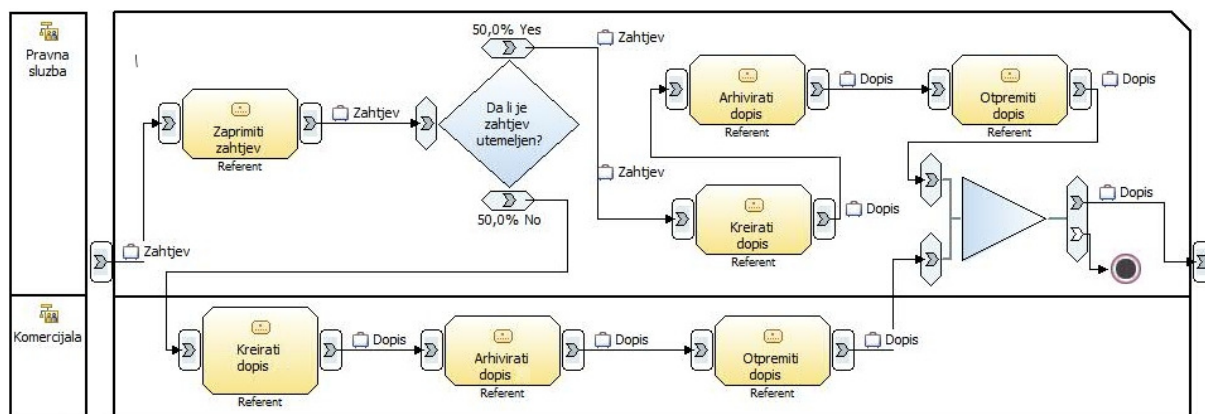 Pravna
sluzba
Zahtjev
Zaprimiti
zahtjev
Referent
Zahtjev
50,0% Yes
Da li je
zahtjev
utemeljen?
50,0% No
Zahtjev
Zahtjev
Kreirati
dopis
Referent
Dopis
Arhivirati
dopis
Referent
Dopis
Otpremiti
dopis
Referent
Dopis
Dopis
Komercijala
Kreirati
dopis
Referent
Dopis
Arhivirati
dopis
Referent
Dopis
Otpremiti
dopis
Referent
Dopis